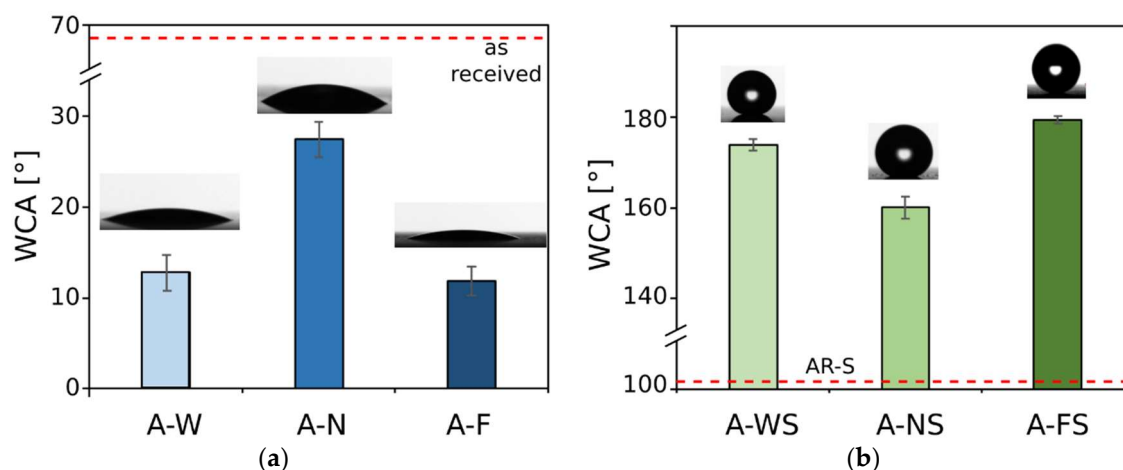 70
as
received
30
20
10
0
WCA [°]
A-W
A-N
A-F
(a)
180
160
140
100
WCA [°]
AR-S
A-WS
A-NS
A-FS
(b)